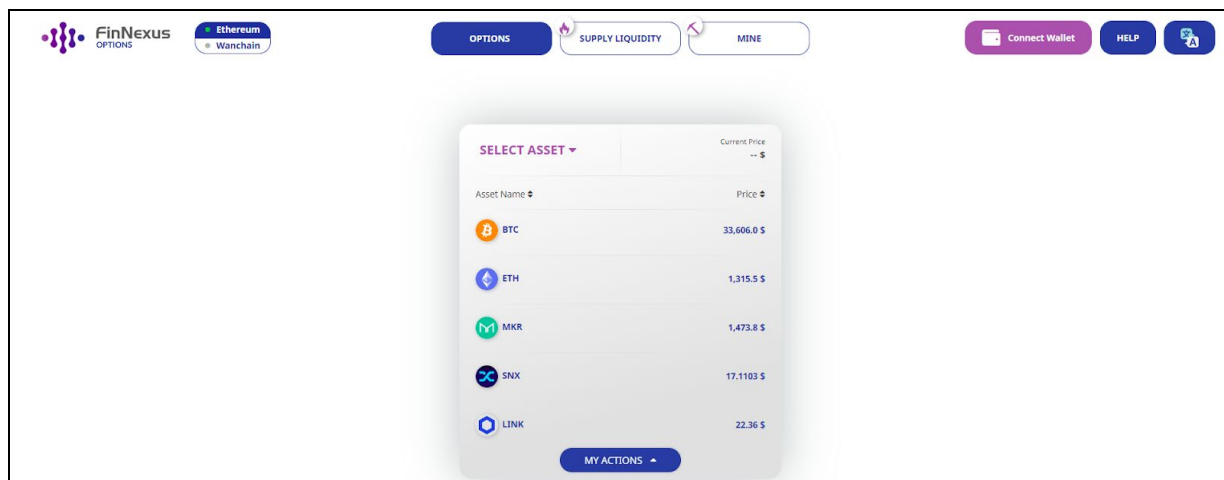 FinNexus
OPTIONS
Ethereum
Wanchain
OPTIONS
SUPPLY LIQUIDITY
MINE
Connect Wallet
HELP
SELECT ASSET
Current Price
-- $
Asset Name
Price
BTC
33,606.0 $
ETH
1,315.5 $
MKR
1,473.8 $
SNX
17.1103 $
LINK
22.36 $
MY ACTIONS